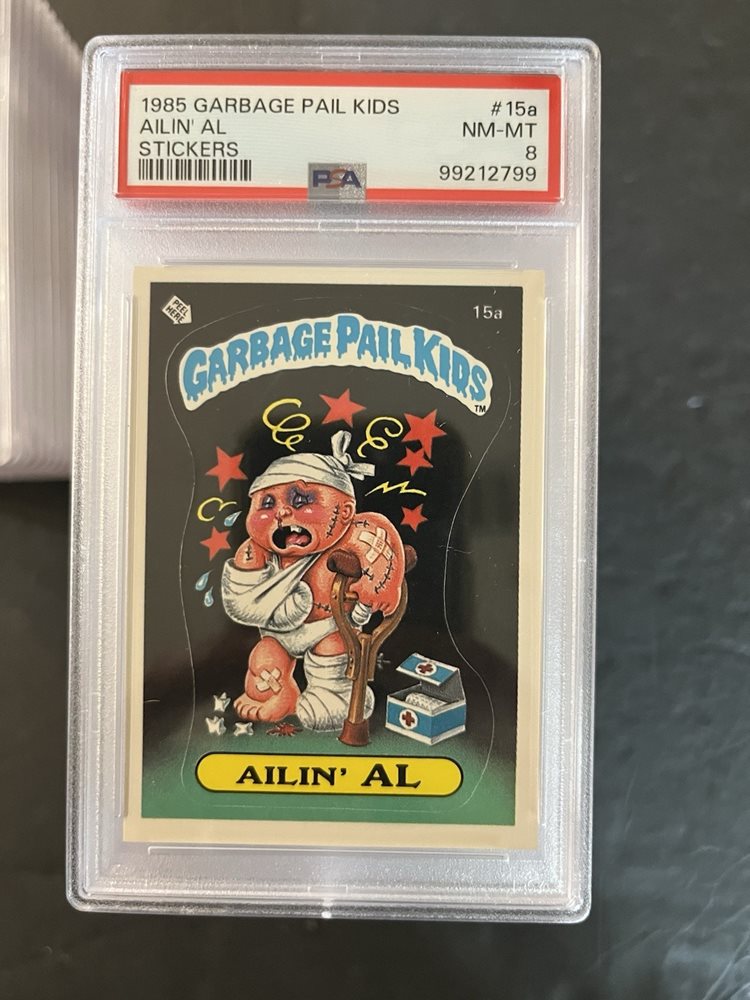 1985 GARBAGE PAIL KIDS #15a
AILIN' AL NM-MT
STICKERS 8
PSA 99212799
PEEL
HERE
15a
GARBAGE PAIL KIDS
TM
AILIN' AL